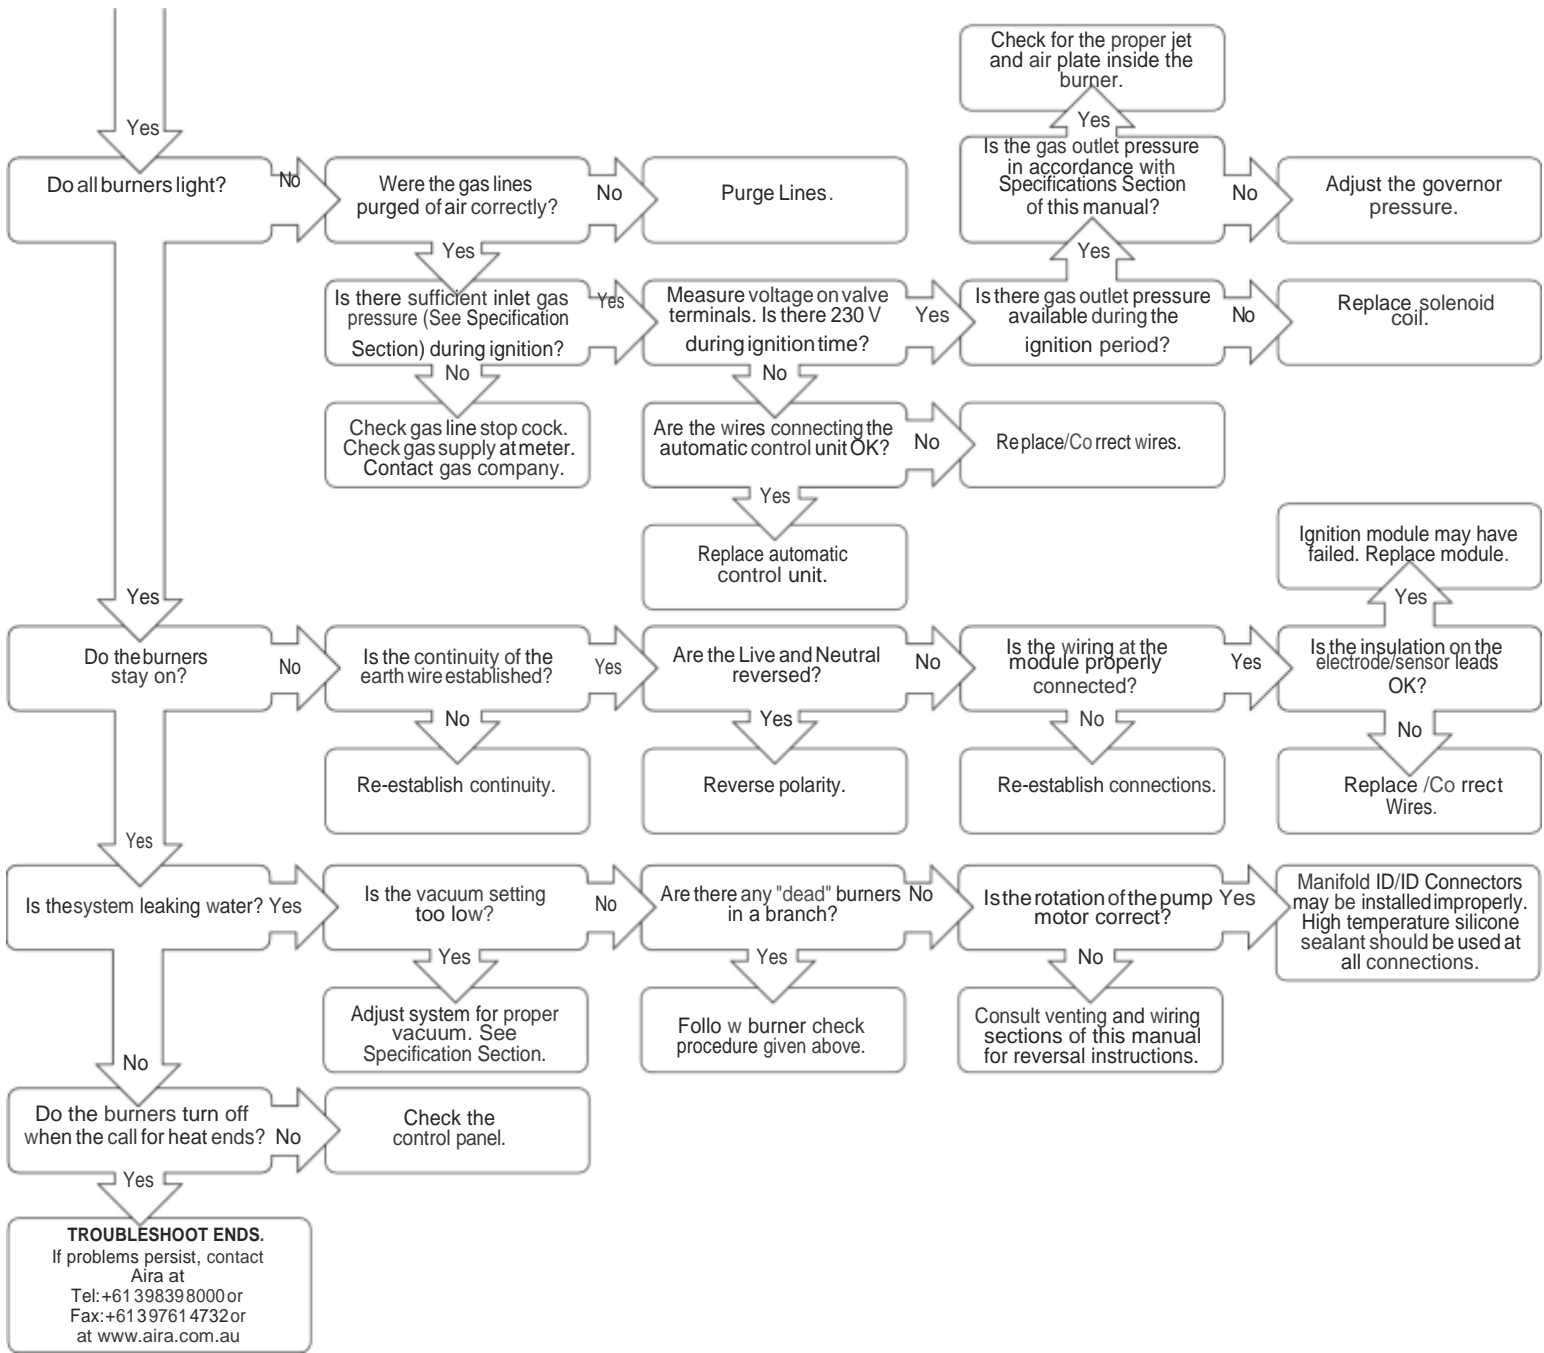 Check for the proper jet
and air plate inside the
burner.
Yes
Yes
Do all burners light?
No
Were the gas lines
purged of air correctly?
No
Purge Lines.
Is the gas outlet pressure
in accordance with
Specifications Section
of this manual?
No
Adjust the governor
pressure.
Yes
Yes
Is there sufficient inlet gas
pressure (See Specification
Section) during ignition?
Yes
Measure voltage on valve
terminals. Is there 230 V
during ignition time?
Yes
Is there gas outlet pressure
available during the
ignition period?
No
Replace solenoid
coil.
No
No
Check gas line stop cock.
Check gas supply at meter.
Contact gas company.
Are the wires connecting the
automatic control unit OK?
No
Replace/Co rrect wires.
Yes
Replace automatic
control unit.
Ignition module may have
failed. Replace module.
Yes
Yes
Do the burners
stay on?
No
Is the continuity of the
earth wire established?
Yes
Are the Live and Neutral
reversed?
No
Is the wiring at the
module properly
connected?
Yes
Is the insulation on the
electrode/sensor leads
OK?
No
Yes
No
No
Re-establish continuity.
Reverse polarity.
Re-establish connections.
Replace /Co rrect
Wires.
Yes
Is the system leaking water? Yes
Is the vacuum setting
too low?
No
Are there any "dead" burners
in a branch?
No
Is the rotation of the pump
motor correct?
Yes
Manifold ID/ID Connectors
may be installed improperly.
High temperature silicone
sealant should be used at
all connections.
Yes
Yes
No
Adjust system for proper
vacuum. See
Specification Section.
Follo w burner check
procedure given above.
Consult venting and wiring
sections of this manual
for reversal instructions.
No
Do the burners turn off
when the call for heat ends? No
Check the
control panel.
Yes
TROUBLESHOOT ENDS.
If problems persist, contact
Aira at
Tel:+61 3 9839 8000 or
Fax:+61 3 9761 4732 or
at www.aira.com.au